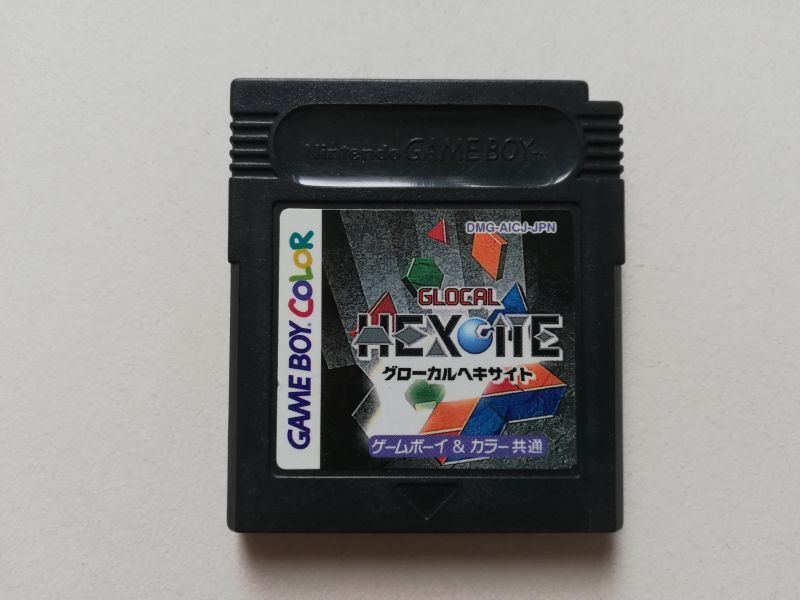 Nintendo GAME BOY TM
GAME BOY COLOR
DMG-AICJ-JPN
GLOCAL
HEXCITE
グローカルヘキサイト
ゲームボーイ & カラー共通